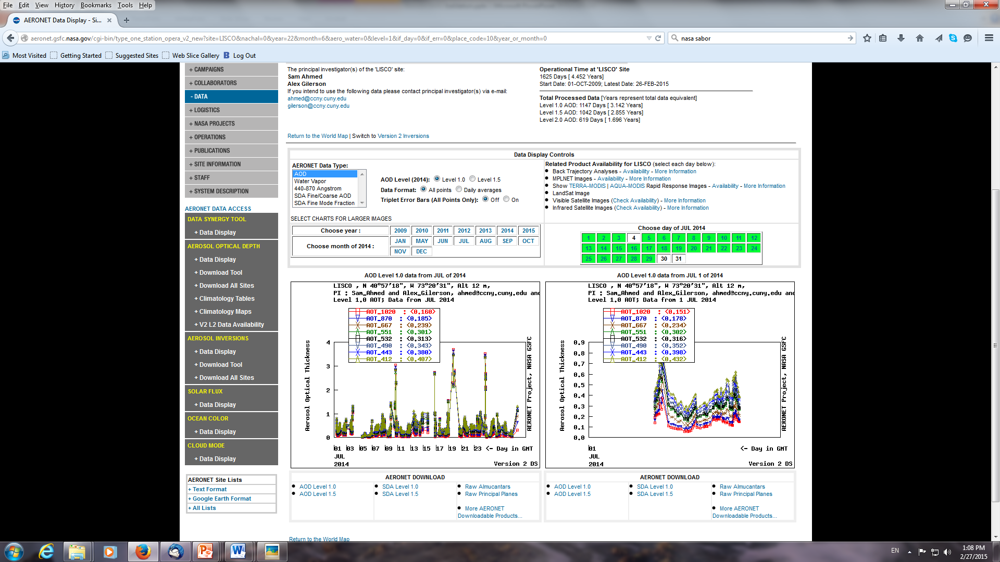 File Edit View History Bookmarks Tools Help
AERONET Data Display - Si...
aeronet.gsfc.nasa.gov/cgi-bin/type_one_station_opera_v2_new?site=LISCO&nachal=0&year=22&month=6&aero_water=0&level=1&if_day=0&if_err=0&place_code=10&year_or_month=0
nasa sabor
Most Visited Getting Started Suggested Sites Web Slice Gallery B Log Out
+ CAMPAIGNS
+ COLLABORATORS
- DATA
+ LOGISTICS
+ NASA PROJECTS
+ OPERATIONS
+ PUBLICATIONS
+ SITE INFORMATION
+ STAFF
+ SYSTEM DESCRIPTION
AERONET DATA ACCESS
DATA SYNERGY TOOL
+ Data Display
AEROSOL OPTICAL DEPTH
+ Data Display
+ Download Tool
+ Download All Sites
+ Climatology Tables
+ Climatology Maps
+ V2 L2 Data Availability
AEROSOL INVERSIONS
+ Data Display
+ Download Tool
+ Download All Sites
SOLAR FLUX
+ Data Display
OCEAN COLOR
+ Data Display
CLOUD MODE
+ Data Display
AERONET Site Lists
+ Text Format
+ Google Earth Format
+ All Lists
The principal investigator(s) of the 'LISCO' site:
Sam Ahmed
Alex Gilerson
If you intend to use the following data please contact principal investigator(s) via e-mail:
ahmed@ccny.cuny.edu
gilerson@ccny.cuny.edu
Operational Time at 'LISCO' Site
1625 Days [ 4.452 Years]
Start Date: 01-OCT-2009; Latest Date: 26-FEB-2015
Total Processed Data [Years represent total data equivalent]
Level 1.0 AOD: 1147 Days [ 3.142 Years]
Level 1.5 AOD: 1042 Days [ 2.855 Years]
Level 2.0 AOD: 619 Days [ 1.696 Years]
Return to the World Map | Switch to Version 2 Inversions
Data Display Controls
AERONET Data Type:
AOD
Water Vapor
440-870 Angstrom
SDA Fine/Coarse AOD
SDA Fine Mode Fraction
AOD Level (2014): Level 1.0 Level 1.5
Data Format: All points Daily averages
Triplet Error Bars (All Points Only): Off On
SELECT CHARTS FOR LARGER IMAGES
Related Product Availability for LISCO (select each day below):
Back Trajectory Analyses - Availability - More Information
MPLNET Images - Availability - More Information
Show TERRA-MODIS | AQUA-MODIS Rapid Response Images - Availability - More Information
LandSat Image
Visible Satellite Images (Check Availability) - More Information
Infrared Satellite Images (Check Availability) - More Information
Choose year : 2009 2010 2011 2012 2013 2014 2015
Choose month of 2014 : JAN MAY JUN JUL AUG SEP OCT
NOV DEC
Choose day of JUL 2014
1 2 3 4 5 6 7 8 9 10 11 12
13 14 15 16 17 18 19 20 21 22 23 24
25 26 27 28 29 30 31
AOD Level 1.0 data from JUL of 2014
LISCO , N 40°57'18", W 73°20'31", Alt 12 m,
PI : Sam_Ahmed and Alex_Gilerson, ahmed@ccny.cuny.edu and
Level 1.0 AOT; Data from JUL 2014
AOT_1020 : <0.160>
AOT_870 : <0.185>
AOT_667 : <0.239>
AOT_551 : <0.301>
AOT_532 : <0.313>
AOT_490 : <0.343>
AOT_443 : <0.380>
AOT_412 : <0.407>
Aerosol Optical Thickness
4
3
2
1
0
AERONET Project, NASA GSFC
01 03 05 07 09 11 13 15 17 19 21 23 <- Day in GMT
JUL
2014
Version 2 DS
AOD Level 1.0 data from JUL 1 of 2014
LISCO , N 40°57'18", W 73°20'31", Alt 12 m,
PI : Sam_Ahmed and Alex_Gilerson, ahmed@ccny.cuny.edu and
Level 1.0 AOT; Data from 1 JUL 2014
AOT_1020 : <0.151>
AOT_870 : <0.178>
AOT_667 : <0.234>
AOT_551 : <0.302>
AOT_532 : <0.316>
AOT_490 : <0.352>
AOT_443 : <0.398>
AOT_412 : <0.432>
Aerosol Optical Thickness
0.9
0.8
0.7
0.6
0.5
0.4
0.3
0.2
0.1
0.0
AERONET Project, NASA GSFC
01 <- Day in GMT
JUL
2014
Version 2 DS
AERONET DOWNLOAD
AOD Level 1.0
AOD Level 1.5
SDA Level 1.0
SDA Level 1.5
Raw Almucantars
Raw Principal Planes
More AERONET
Downloadable Products...
AERONET DOWNLOAD
AOD Level 1.0
AOD Level 1.5
SDA Level 1.0
SDA Level 1.5
Raw Almucantars
Raw Principal Planes
More AERONET
Downloadable Products...
Return to the World Map
EN
1:08 PM
2/27/2015